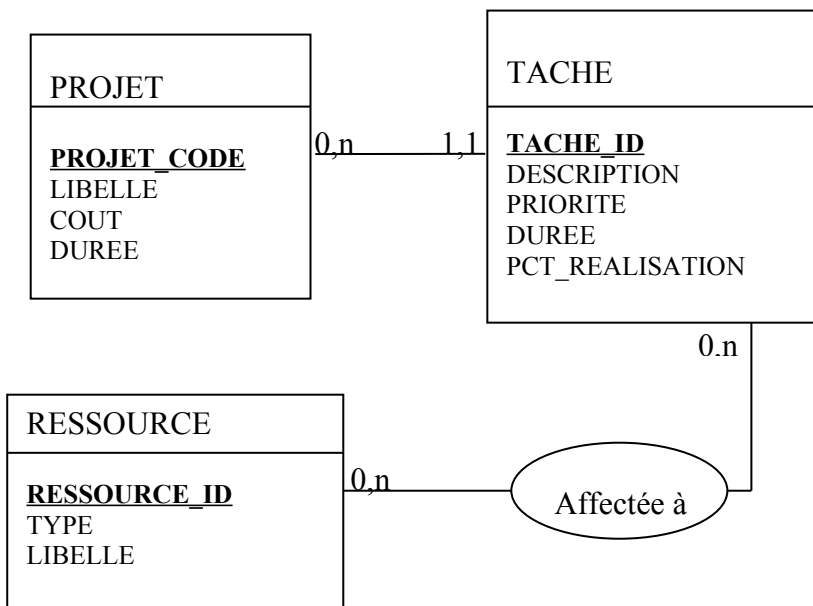 PROJET
PROJET_CODE
LIBELLE
COUT
DUREE
0,n
1,1
TACHE
TACHE_ID
DESCRIPTION
PRIORITE
DUREE
PCT_REALISATION
0,n
RESSOURCE
RESSOURCE_ID
TYPE
LIBELLE
0,n
Affectée à